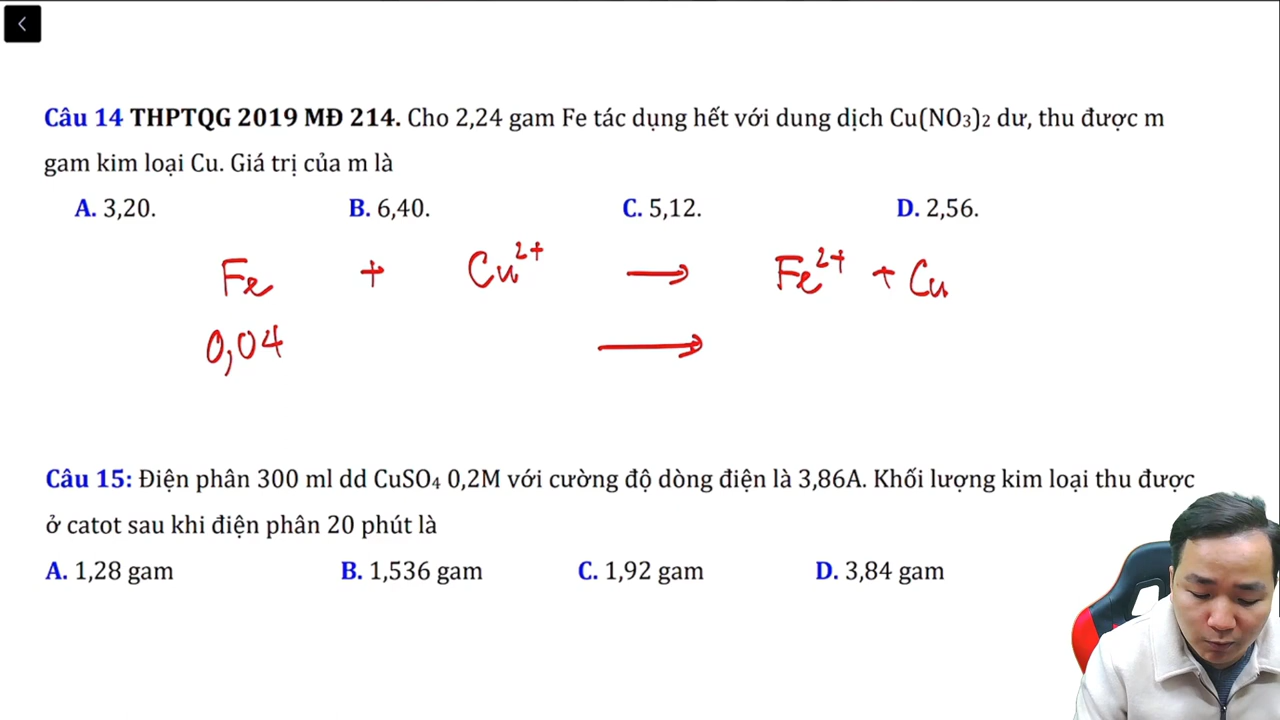 Câu 14 THPTQG 2019 MĐ 214. Cho 2,24 gam Fe tác dụng hết với dung dịch Cu(NO₃)₂ dư, thu được m
gam kim loại Cu. Giá trị của m là
A. 3,20. B. 6,40. C. 5,12. D. 2,56.
Fe + Cu²⁺ → Fe²⁺ + Cu
0,04 →
Câu 15: Điện phân 300 ml dd CuSO₄ 0,2M với cường độ dòng điện là 3,86A. Khối lượng kim loại thu được
ở catot sau khi điện phân 20 phút là
A. 1,28 gam B. 1,536 gam C. 1,92 gam D. 3,84 gam